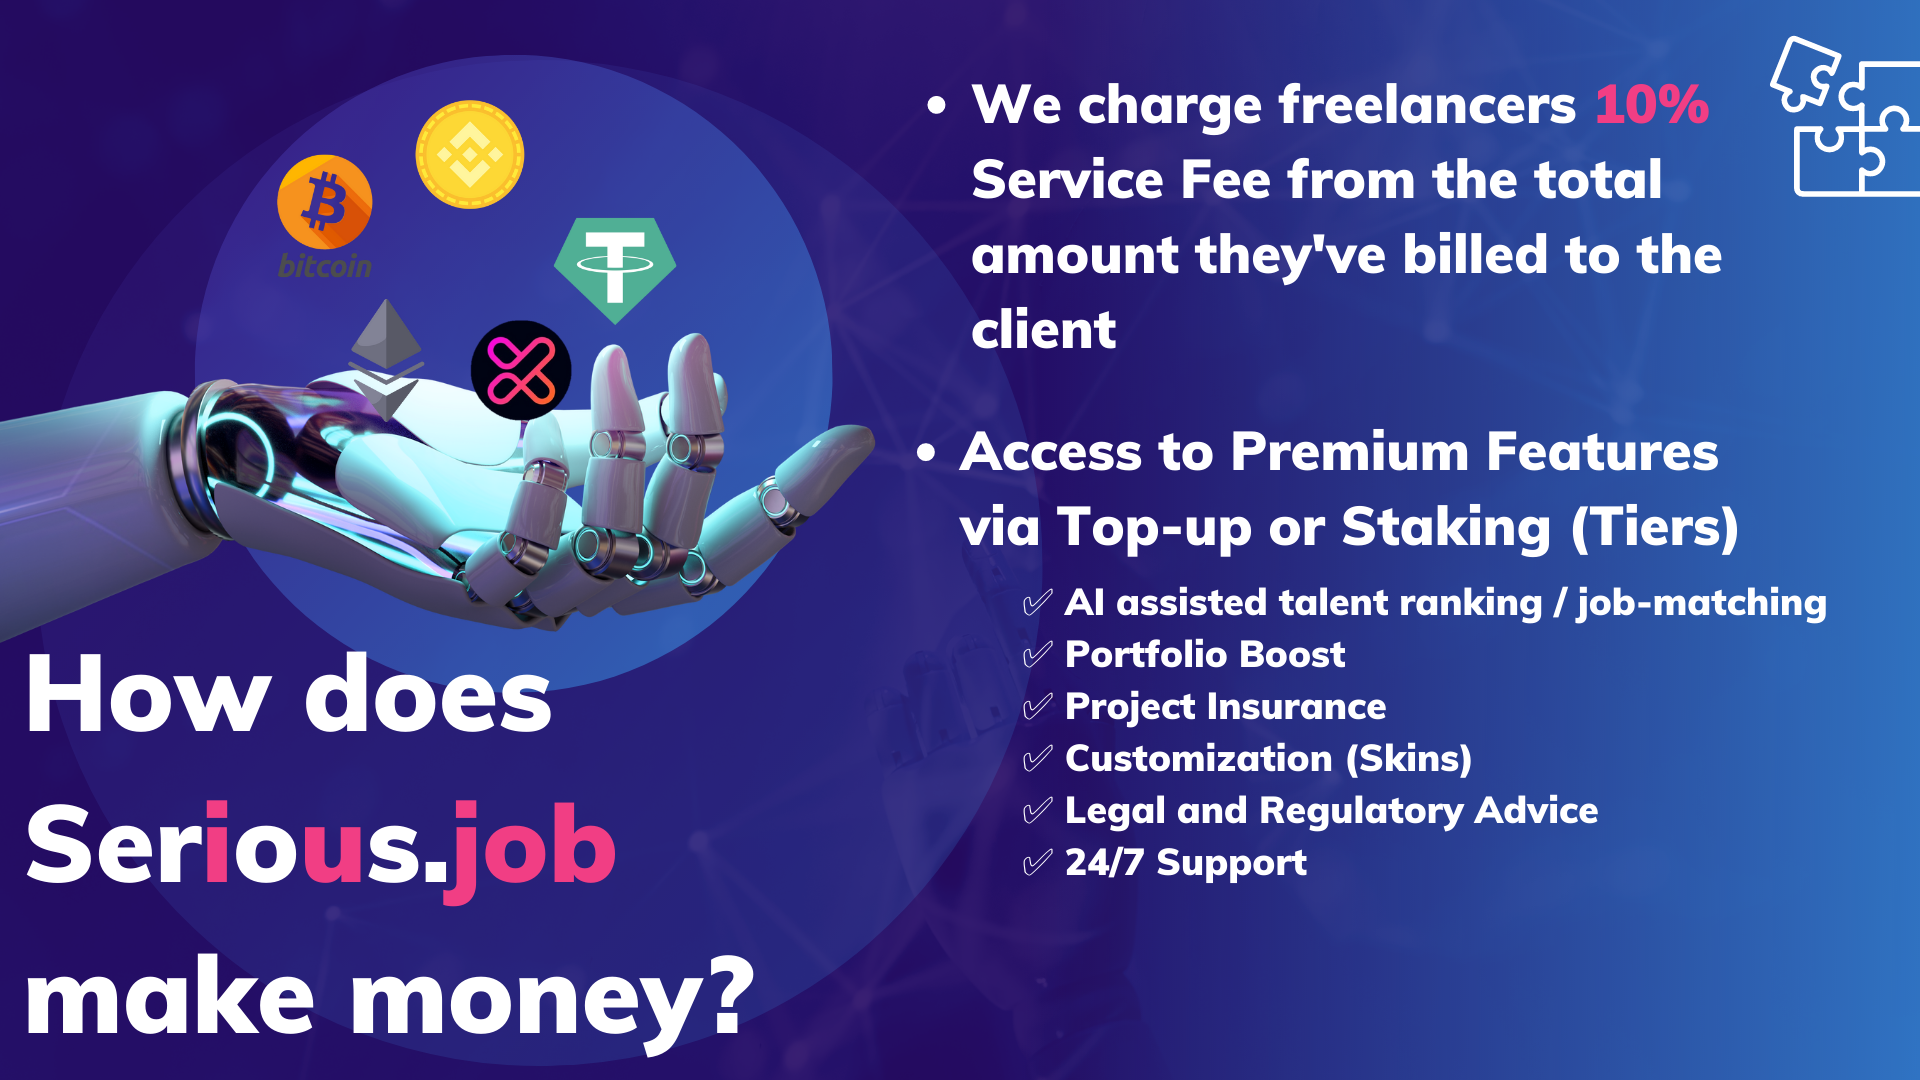 bitcoin
How does
Serious.job
make money?
• We charge freelancers 10%
Service Fee from the total
amount they've billed to the
client
• Access to Premium Features
via Top-up or Staking (Tiers)
✅ AI assisted talent ranking / job-matching
✅ Portfolio Boost
✅ Project Insurance
✅ Customization (Skins)
✅ Legal and Regulatory Advice
✅ 24/7 Support